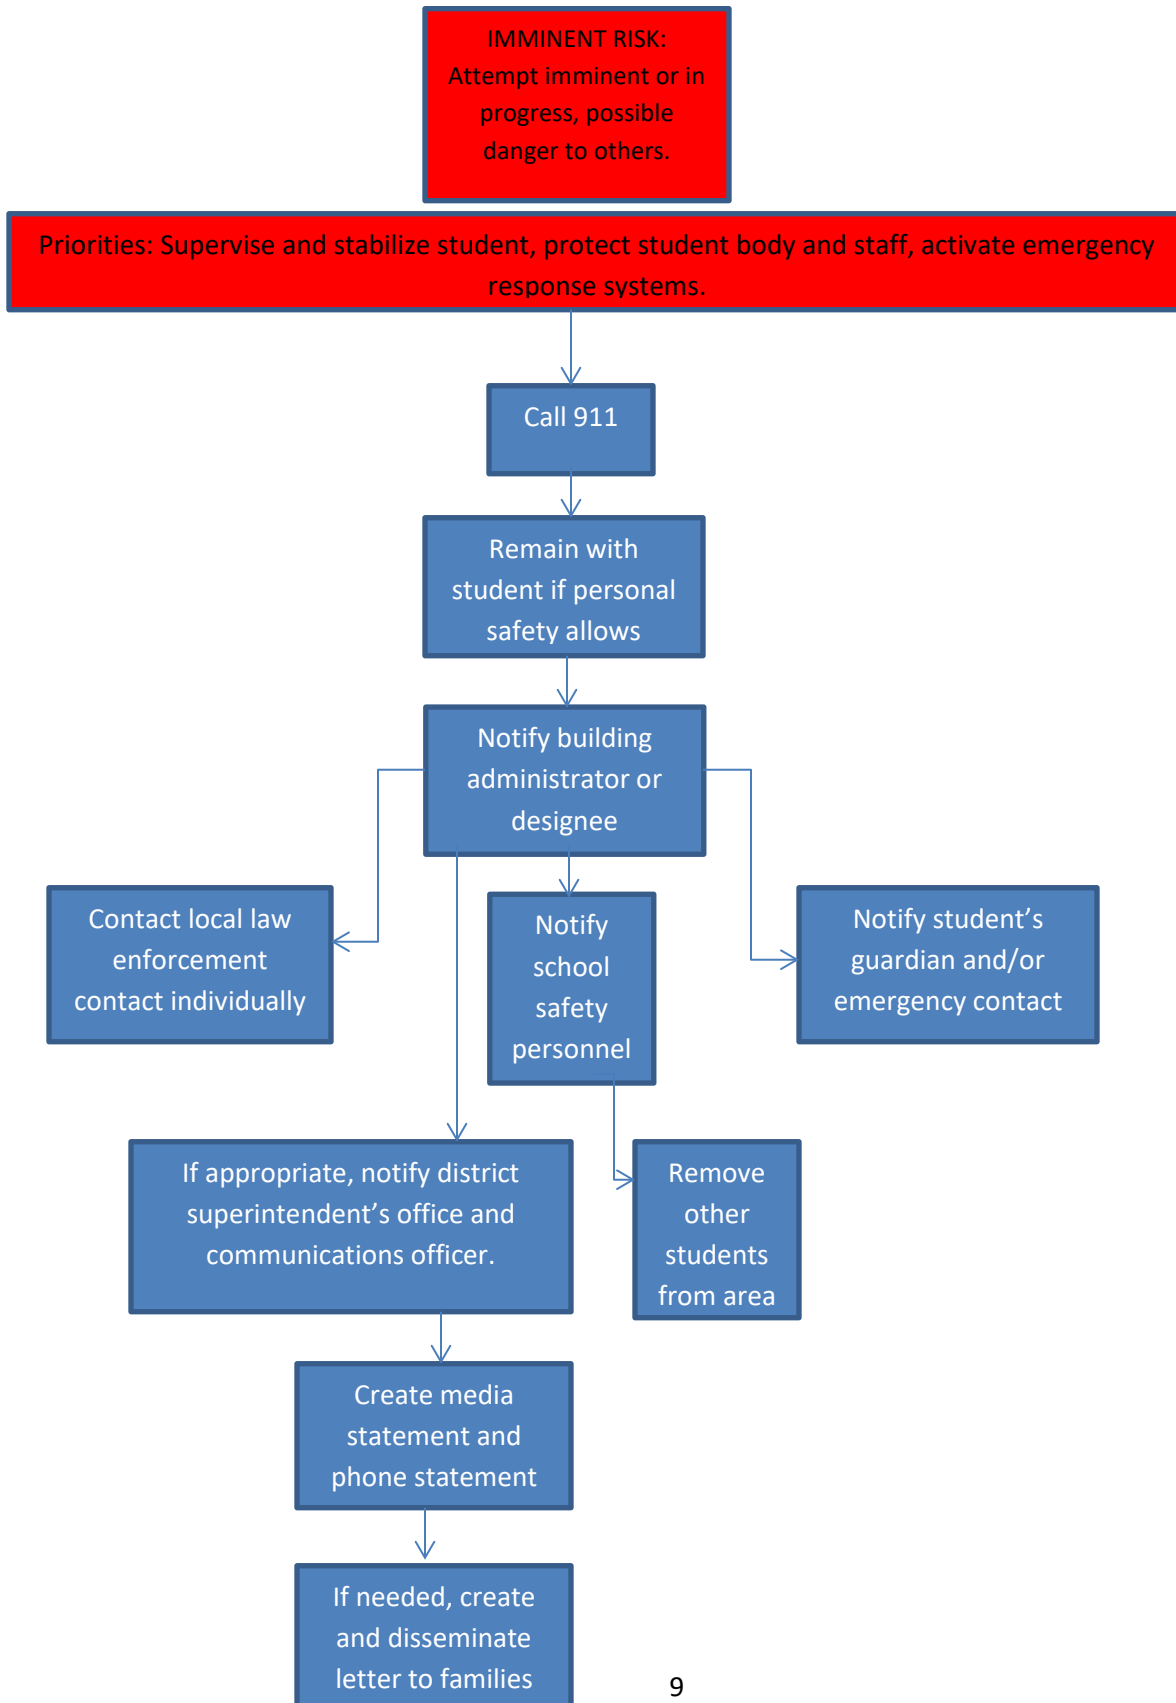 IMMINENT RISK:
Attempt imminent or in
progress, possible
danger to others.
Priorities: Supervise and stabilize student, protect student body and staff, activate emergency
response systems.
Call 911
Remain with
student if personal
safety allows
Notify building
administrator or
designee
Contact local law
enforcement
contact individually
Notify
school
safety
personnel
Notify student’s
guardian and/or
emergency contact
If appropriate, notify district
superintendent’s office and
communications officer.
Remove
other
students
from area
Create media
statement and
phone statement
If needed, create
and disseminate
letter to families
9